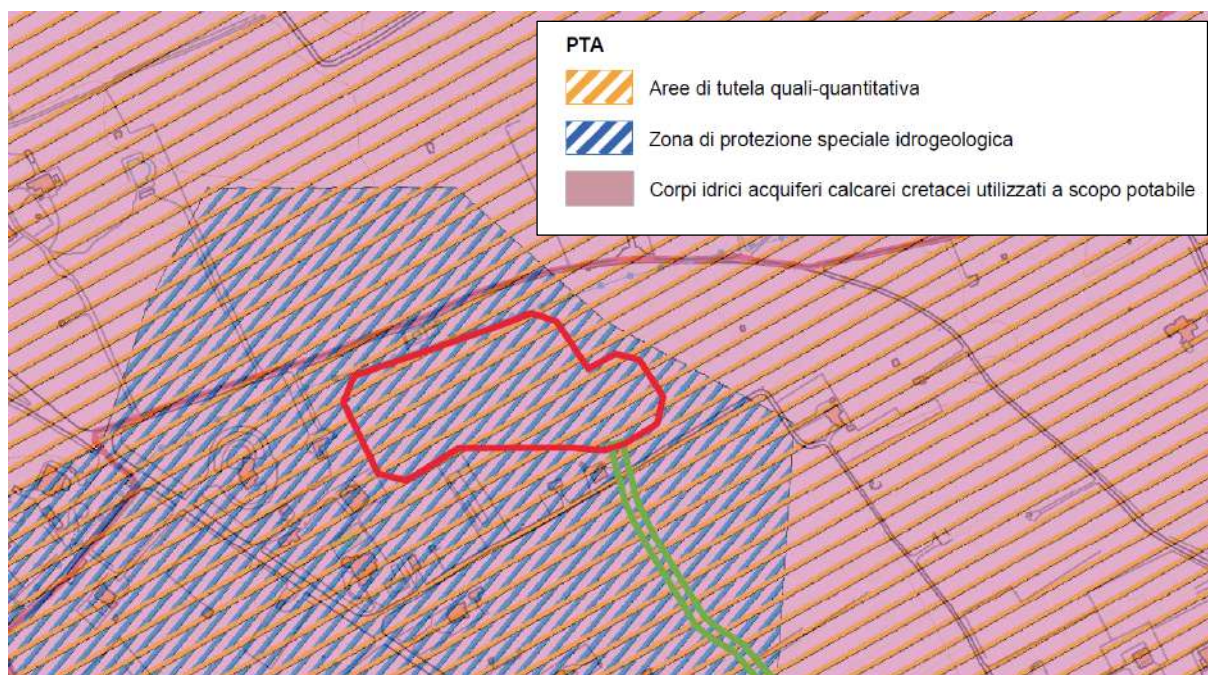 PTA
Aree di tutela quali-quantitativa
Zona di protezione speciale idrogeologica
Corpi idrici acquiferi calcarei cretacei utilizzati a scopo potabile